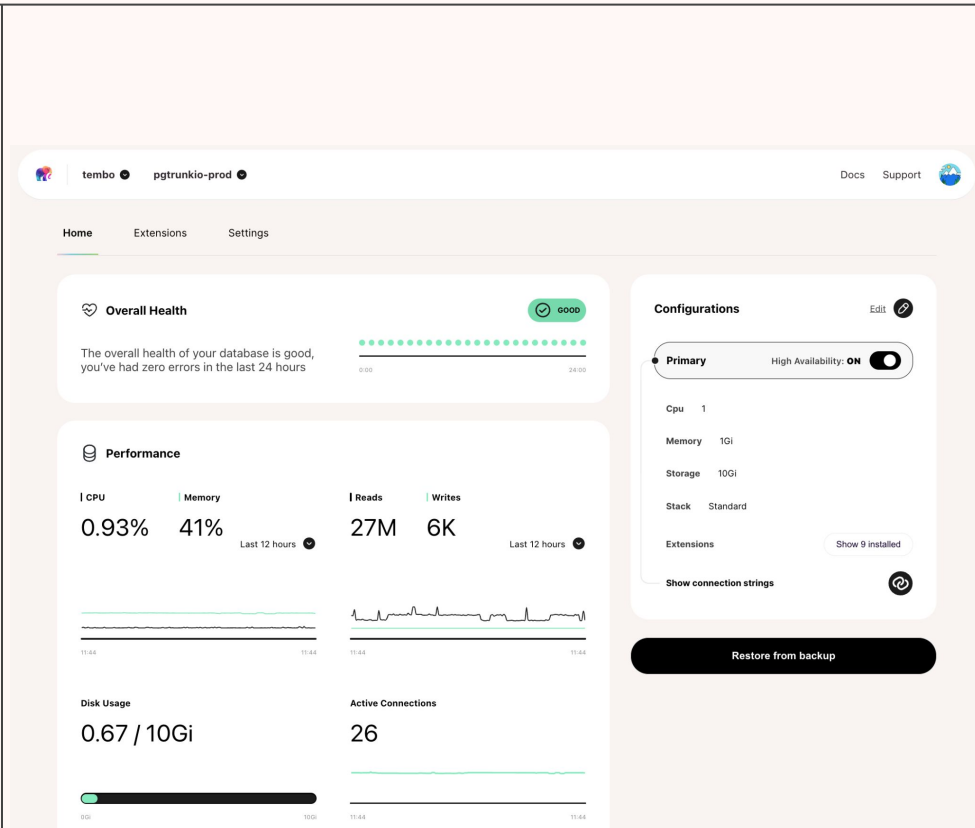 tembo pgtrunkio-prod Docs Support
Home Extensions Settings
Overall Health GOOD
The overall health of your database is good,
you've had zero errors in the last 24 hours
0:00 24:00
Performance
CPU Memory
0.93% 41% Last 12 hours
11:44 11:44
Reads Writes
27M 6K Last 12 hours
11:44 11:44
Disk Usage
0.67 / 10Gi
0Gi 10Gi
Active Connections
26
11:44 11:44
Configurations Edit
Primary High Availability: ON
Cpu 1
Memory 1Gi
Storage 10Gi
Stack Standard
Extensions Show 9 installed
Show connection strings
Restore from backup